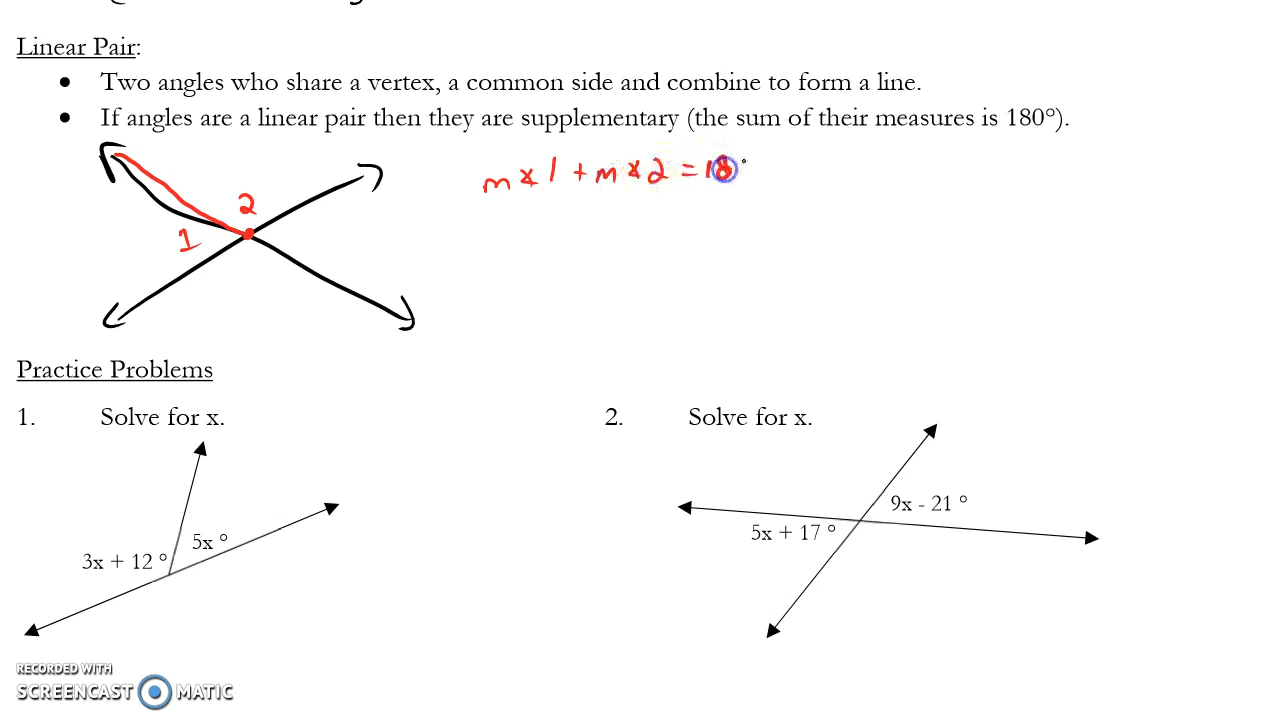 Linear Pair:
• Two angles who share a vertex, a common side and combine to form a line.
• If angles are a linear pair then they are supplementary (the sum of their measures is 180°).
m∡1 + m∡2 = 18
2
1
Practice Problems
1. Solve for x.
2. Solve for x.
9x - 21 °
5x + 17 °
5x °
3x + 12 °
RECORDED WITH
SCREENCAST MATIC